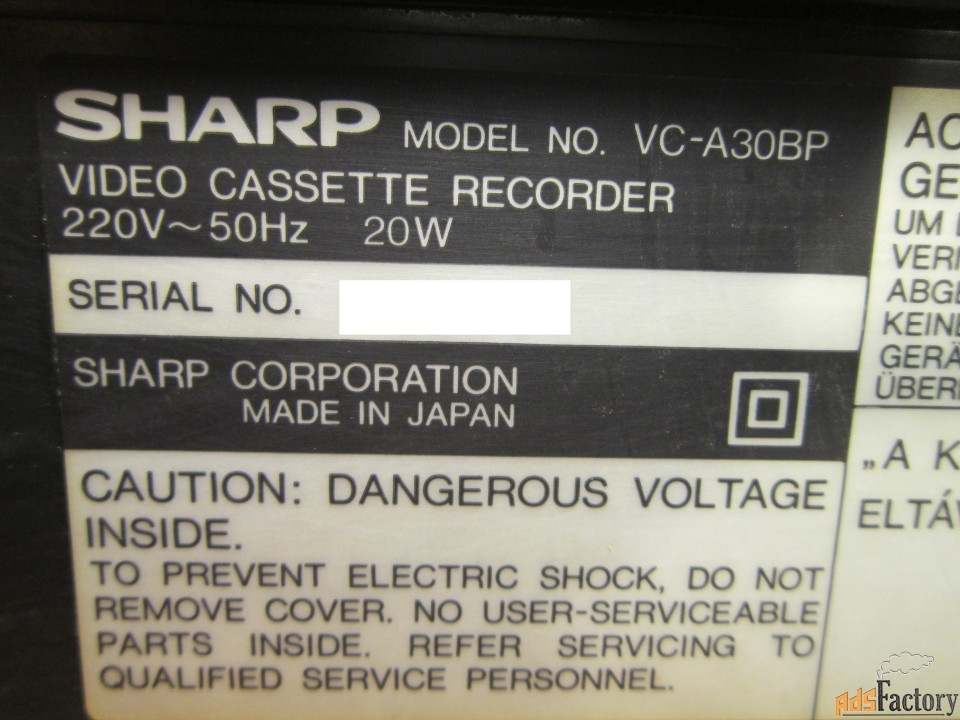 SHARP MODEL NO. VC-A30BP
VIDEO CASSETTE RECORDER
220V~50Hz 20W
SERIAL NO.
SHARP CORPORATION
MADE IN JAPAN
CAUTION: DANGEROUS VOLTAGE
INSIDE.
TO PREVENT ELECTRIC SHOCK, DO NOT
REMOVE COVER. NO USER-SERVICEABLE
PARTS INSIDE. REFER SERVICING TO
QUALIFIED SERVICE PERSONNEL.
UM
„A K
AdsFactory